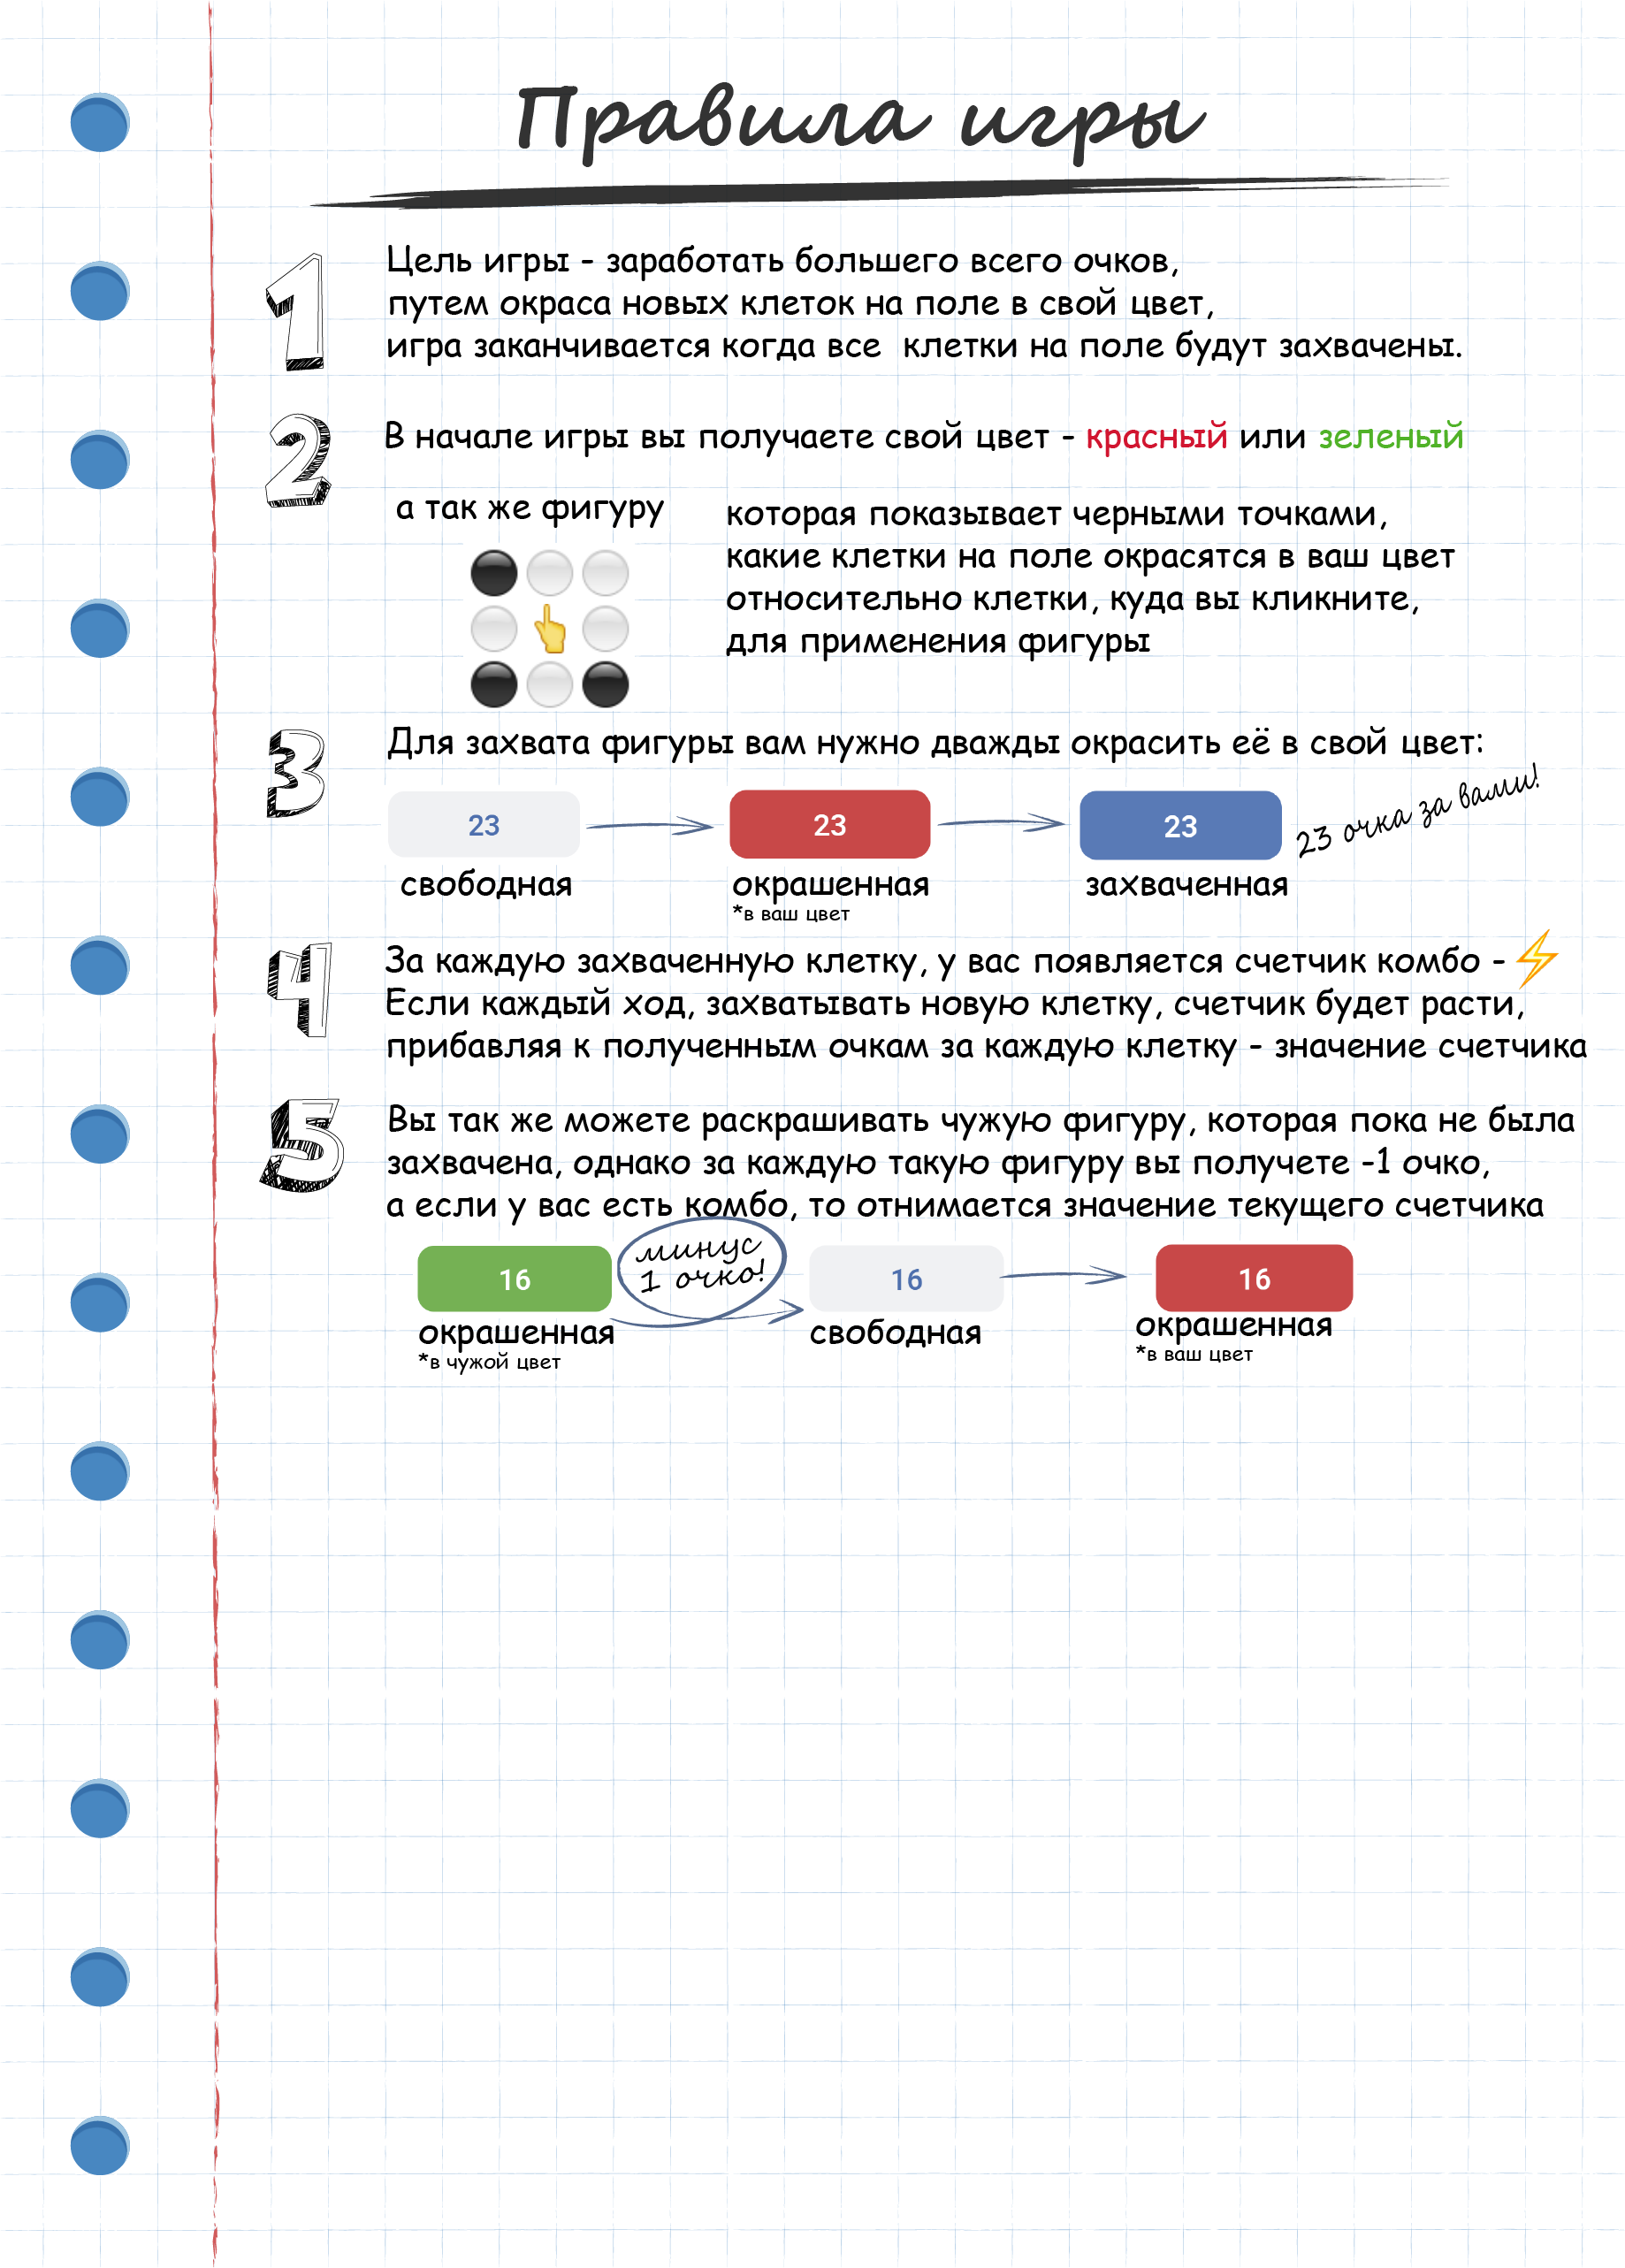 Правила игры
1
Цель игры - заработать большего всего очков,
путем окраса новых клеток на поле в свой цвет,
игра заканчивается когда все клетки на поле будут захвачены.
2
В начале игры вы получаете свой цвет - красный или зеленый
а так же фигуру
которая показывает черными точками,
какие клетки на поле окрасятся в ваш цвет
относительно клетки, куда вы кликните,
для применения фигуры
3
Для захвата фигуры вам нужно дважды окрасить её в свой цвет:
23 23 23 23 очка за вами!
свободная окрашенная захваченная
*в ваш цвет
4
За каждую захваченную клетку, у вас появляется счетчик комбо - ⚡
Если каждый ход, захватывать новую клетку, счетчик будет расти,
прибавляя к полученным очкам за каждую клетку - значение счетчика
5
Вы так же можете раскрашивать чужую фигуру, которая пока не была
захвачена, однако за каждую такую фигуру вы получете -1 очко,
а если у вас есть комбо, то отнимается значение текущего счетчика
минус
1 очко!
16 16 16
окрашенная свободная окрашенная
*в чужой цвет *в ваш цвет